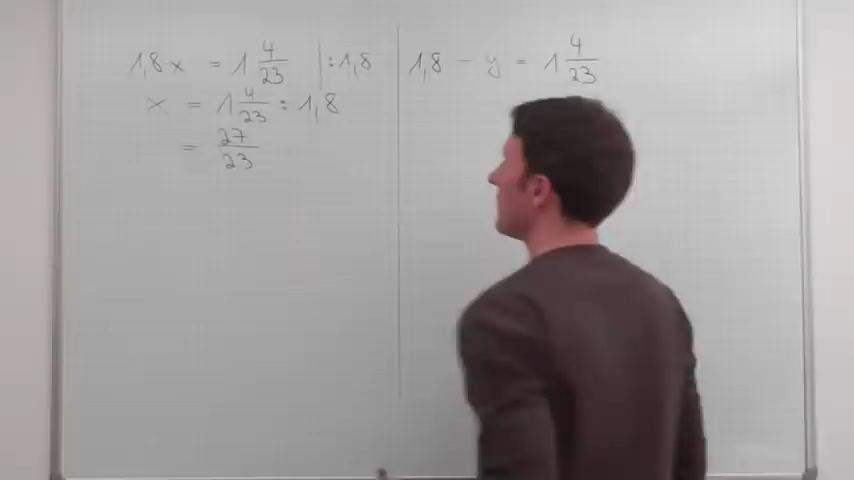 1,8·x = 1 4/23 | :1,8
x = 1 4/23 : 1,8
= 27/23
1,8 - y = 1 4/23